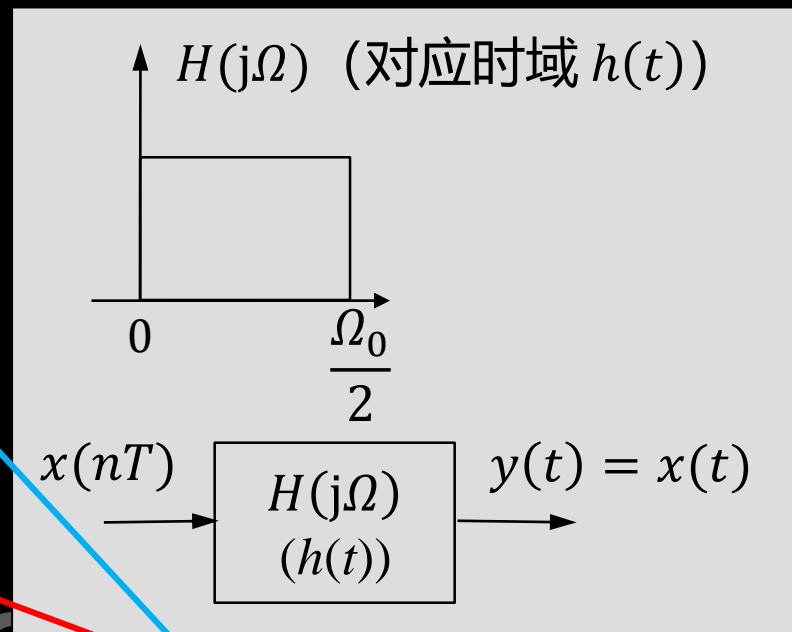 H(jΩ)（对应时域 h(t)）
0
Ω₀
2
x(nT)
H(jΩ)
(h(t))
y(t) = x(t)